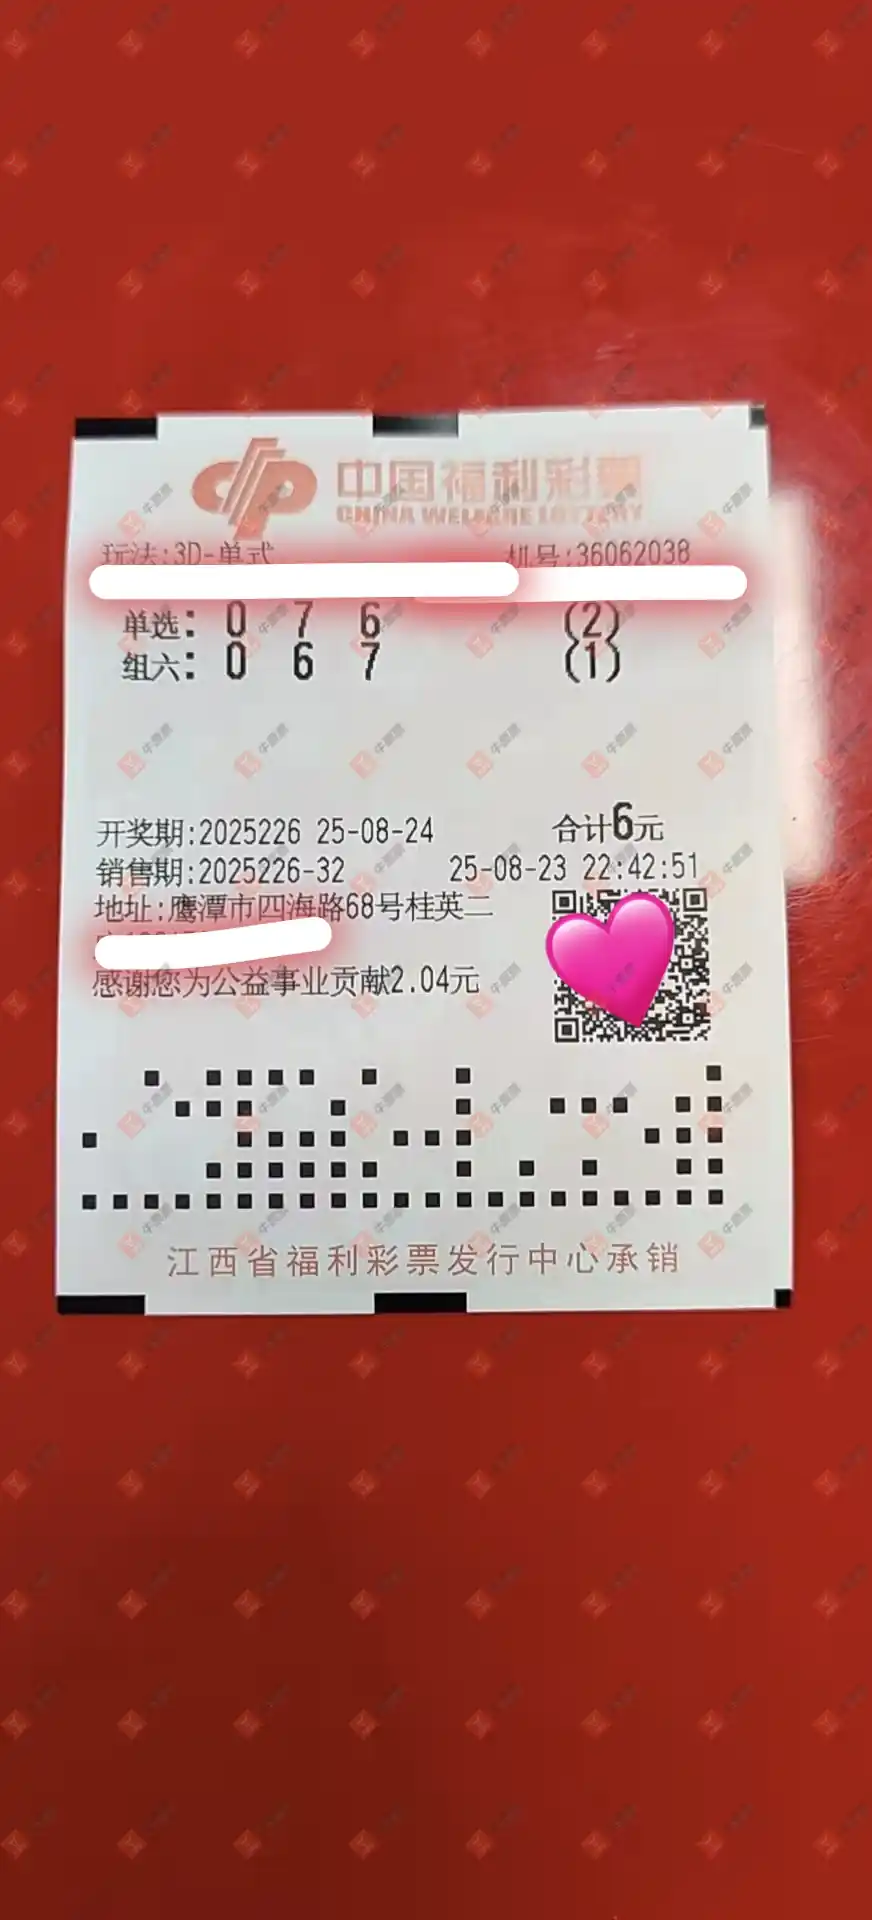 中国福利彩票
CHINA WELFARE LOTTERY
玩法:3D-单式 机号:36062038
单选: 0 7 6 (2)
组六: 0 6 7 (1)
开奖期:2025226 25-08-24 合计6元
销售期:2025226-32 25-08-23 22:42:51
地址:鹰潭市四海路68号桂英二
感谢您为公益事业贡献2.04元
江西省福利彩票发行中心承销